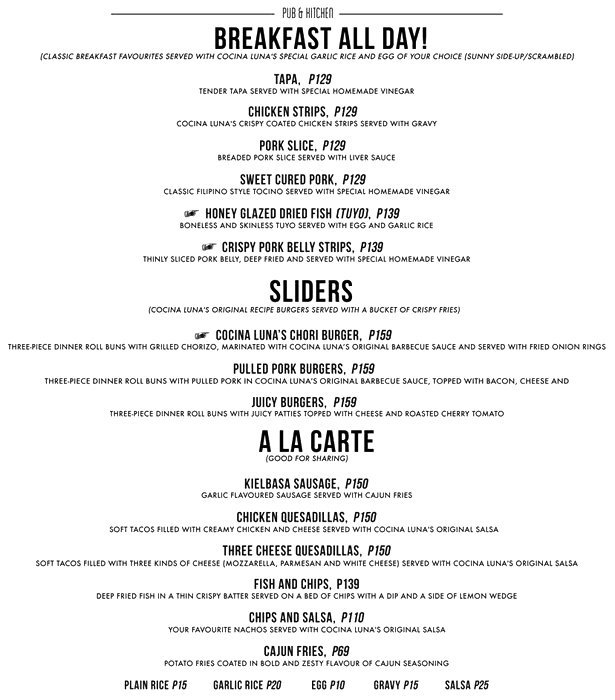 PUB & KITCHEN
BREAKFAST ALL DAY!
(CLASSIC BREAKFAST FAVOURITES SERVED WITH COCINA LUNA'S SPECIAL GARLIC RICE AND EGG OF YOUR CHOICE (SUNNY SIDE-UP/SCRAMBLED)
TAPA, P129
TENDER TAPA SERVED WITH SPECIAL HOMEMADE VINEGAR
CHICKEN STRIPS, P129
COCINA LUNA'S CRISPY COATED CHICKEN STRIPS SERVED WITH GRAVY
PORK SLICE, P129
BREADED PORK SLICE SERVED WITH LIVER SAUCE
SWEET CURED PORK, P129
CLASSIC FILIPINO STYLE TOCINO SERVED WITH SPECIAL HOMEMADE VINEGAR
HONEY GLAZED DRIED FISH (TUYO), P139
BONELESS AND SKINLESS TUYO SERVED WITH EGG AND GARLIC RICE
CRISPY PORK BELLY STRIPS, P139
THINLY SLICED PORK BELLY, DEEP FRIED AND SERVED WITH SPECIAL HOMEMADE VINEGAR
SLIDERS
(COCINA LUNA'S ORIGINAL RECIPE BURGERS SERVED WITH A BUCKET OF CRISPY FRIES)
COCINA LUNA'S CHORI BURGER, P159
THREE-PIECE DINNER ROLL BUNS WITH GRILLED CHORIZO, MARINATED WITH COCINA LUNA'S ORIGINAL BARBECUE SAUCE AND SERVED WITH FRIED ONION RINGS
PULLED PORK BURGERS, P159
THREE-PIECE DINNER ROLL BUNS WITH PULLED PORK IN COCINA LUNA'S ORIGINAL BARBECUE SAUCE, TOPPED WITH BACON, CHEESE AND
JUICY BURGERS, P159
THREE-PIECE DINNER ROLL BUNS WITH JUICY PATTIES TOPPED WITH CHEESE AND ROASTED CHERRY TOMATO
A LA CARTE
(GOOD FOR SHARING)
KIELBASA SAUSAGE, P150
GARLIC FLAVOURED SAUSAGE SERVED WITH CAJUN FRIES
CHICKEN QUESADILLAS, P150
SOFT TACOS FILLED WITH CREAMY CHICKEN AND CHEESE SERVED WITH COCINA LUNA'S ORIGINAL SALSA
THREE CHEESE QUESADILLAS, P150
SOFT TACOS FILLED WITH THREE KINDS OF CHEESE (MOZZARELLA, PARMESAN AND WHITE CHEESE) SERVED WITH COCINA LUNA'S ORIGINAL SALSA
FISH AND CHIPS, P139
DEEP FRIED FISH IN A THIN CRISPY BATTER SERVED ON A BED OF CHIPS WITH A DIP AND A SIDE OF LEMON WEDGE
CHIPS AND SALSA, P110
YOUR FAVOURITE NACHOS SERVED WITH COCINA LUNA'S ORIGINAL SALSA
CAJUN FRIES, P69
POTATO FRIES COATED IN BOLD AND ZESTY FLAVOUR OF CAJUN SEASONING
PLAIN RICE P15 GARLIC RICE P20 EGG P10 GRAVY P15 SALSA P25